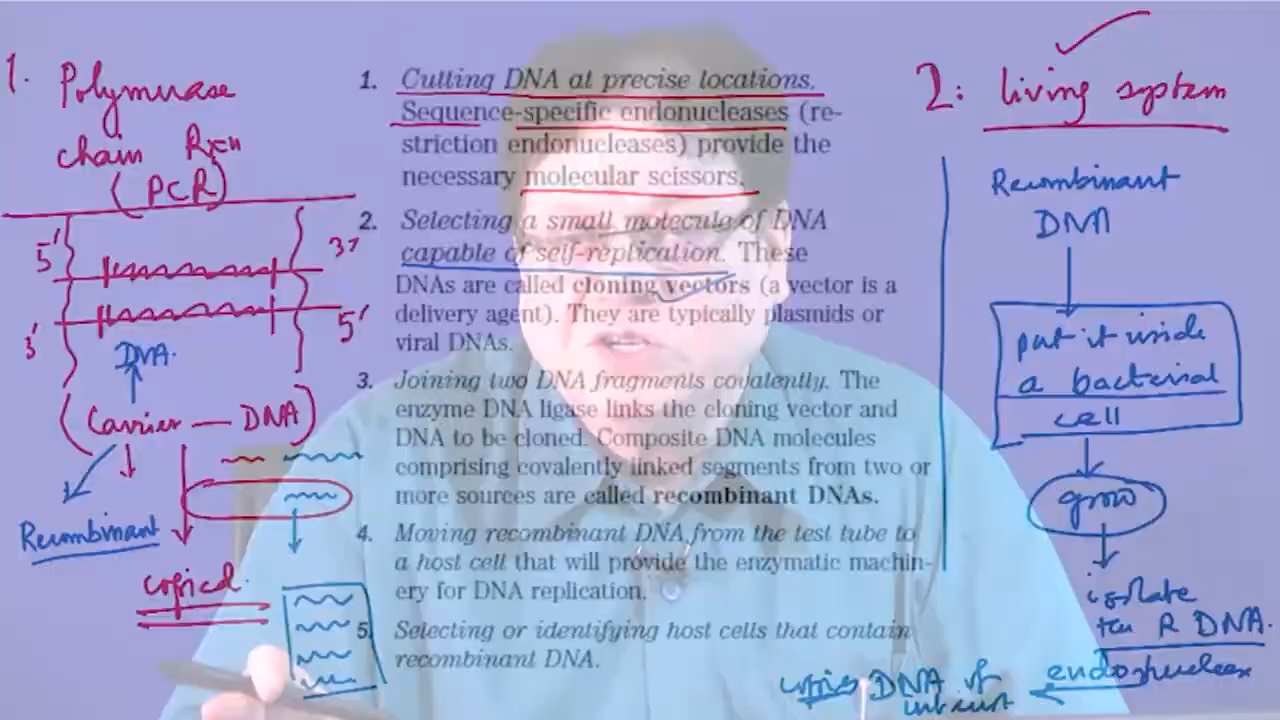 1. Polymerase
chain Rxn
(PCR)
5' 3'
3' 5'
DNA.
(Carrier — DNA)
Recombinant
copied.
1. Cutting DNA at precise locations.
Sequence-specific endonucleases (re-
striction endonucleases) provide the
necessary molecular scissors.
2. Selecting a small molecule of DNA
capable of self-replication. These
DNAs are called cloning vectors (a vector is a
delivery agent). They are typically plasmids or
viral DNAs.
3. Joining two DNA fragments covalently. The
enzyme DNA ligase links the cloning vector and
DNA to be cloned. Composite DNA molecules
comprising covalently linked segments from two or
more sources are called recombinant DNAs.
4. Moving recombinant DNA from the test tube to
a host cell that will provide the enzymatic machin-
ery for DNA replication.
5. Selecting or identifying host cells that contain
recombinant DNA.
2: living system
Recombinant
DNA
put it inside
a bacterial
cell
grow
isolate
the R DNA.
endonuclease
DNA of
interest